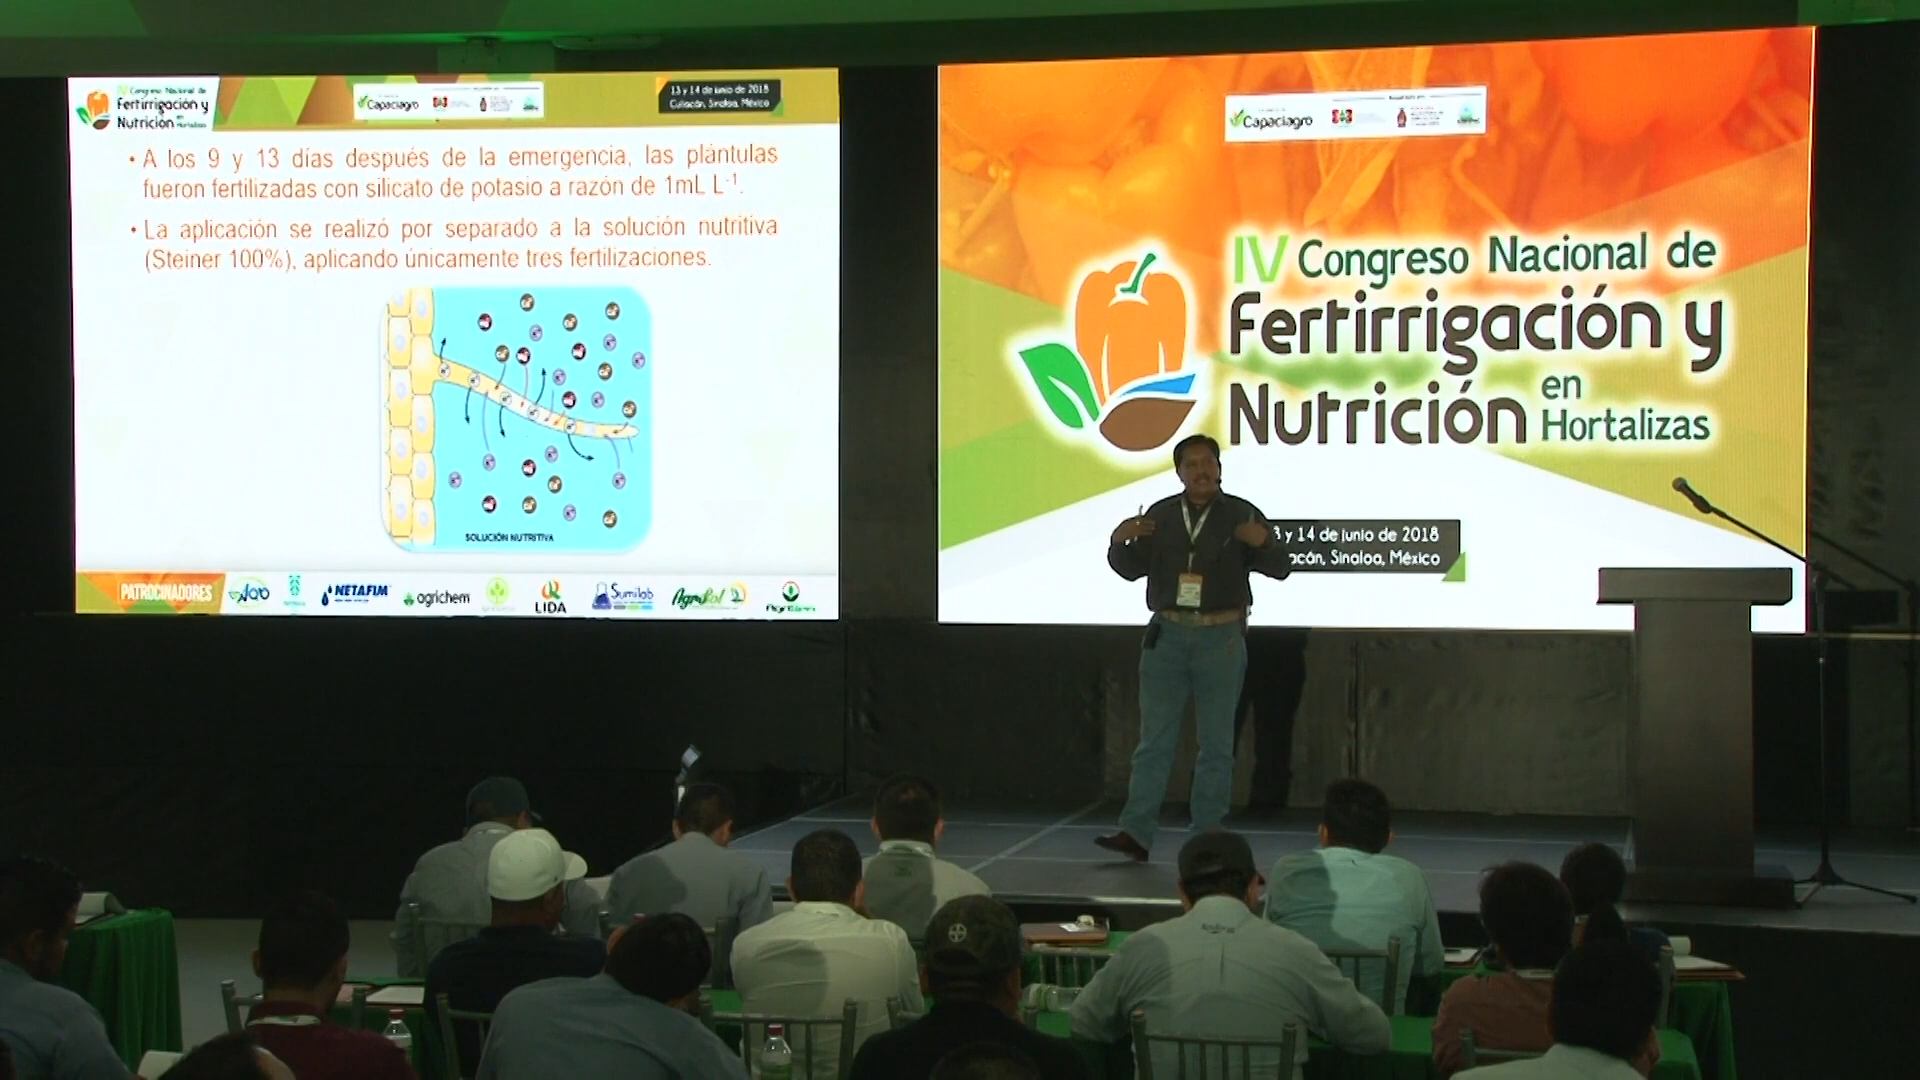 IV Congreso Nacional de
Fertirrigación y
Nutrición en Hortalizas
Capaciagro
13 y 14 de junio de 2018
Culiacán, Sinaloa, México
• A los 9 y 13 días después de la emergencia, las plántulas
fueron fertilizadas con silicato de potasio a razón de 1mL L-1.
• La aplicación se realizó por separado a la solución nutritiva
(Steiner 100%), aplicando únicamente tres fertilizaciones.
SOLUCIÓN NUTRITIVA
PATROCINADORES
NETAFIM
agrichem
LIDA
Sumilab
Capaciagro
IV Congreso Nacional de
Fertirrigación y
Nutrición en
Hortalizas
3 y 14 de junio de 2018
acán, Sinaloa, México